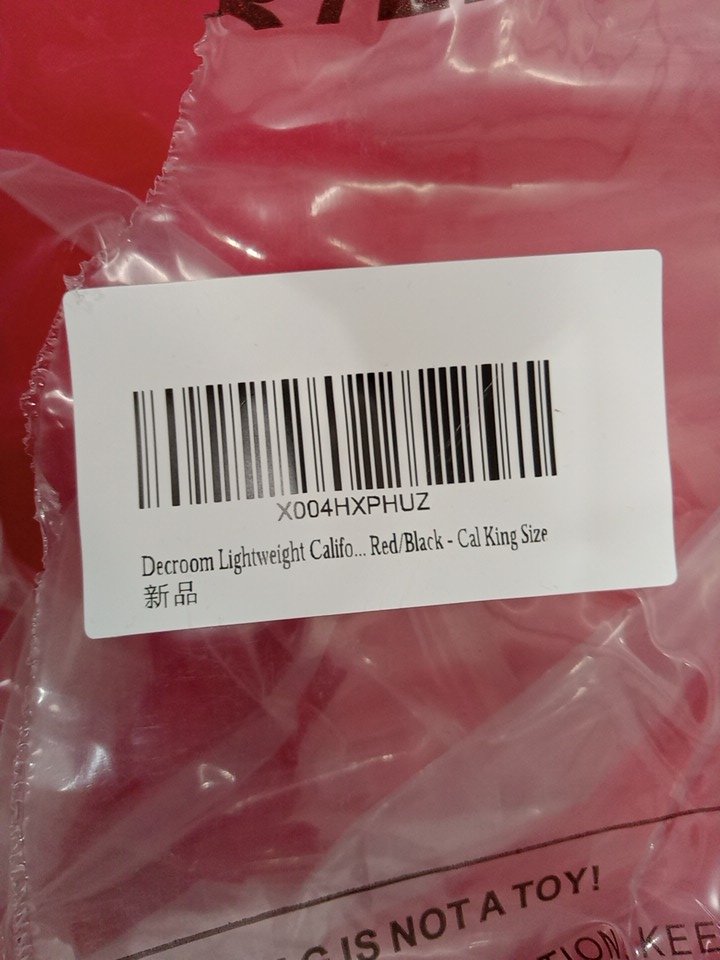 X004HXPHUZ
Decroom Lightweight Califo... Red/Black - Cal King Size
新品
IS NOT A TOY!